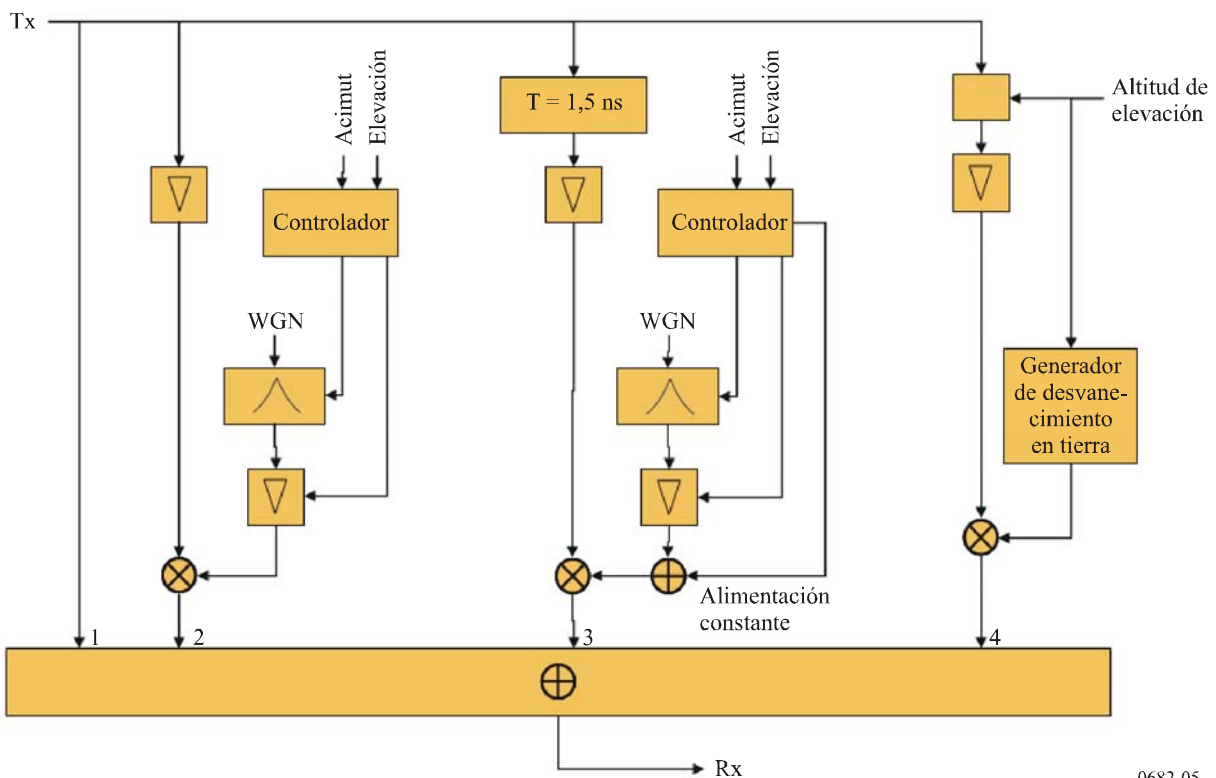 Tx
Acimut
Elevación
T = 1,5 ns
Acimut
Elevación
Altitud de
elevación
Controlador
Controlador
WGN
WGN
Generador
de desvane-
cimiento
en tierra
Alimentación
constante
1
2
3
4
Rx
0682-05